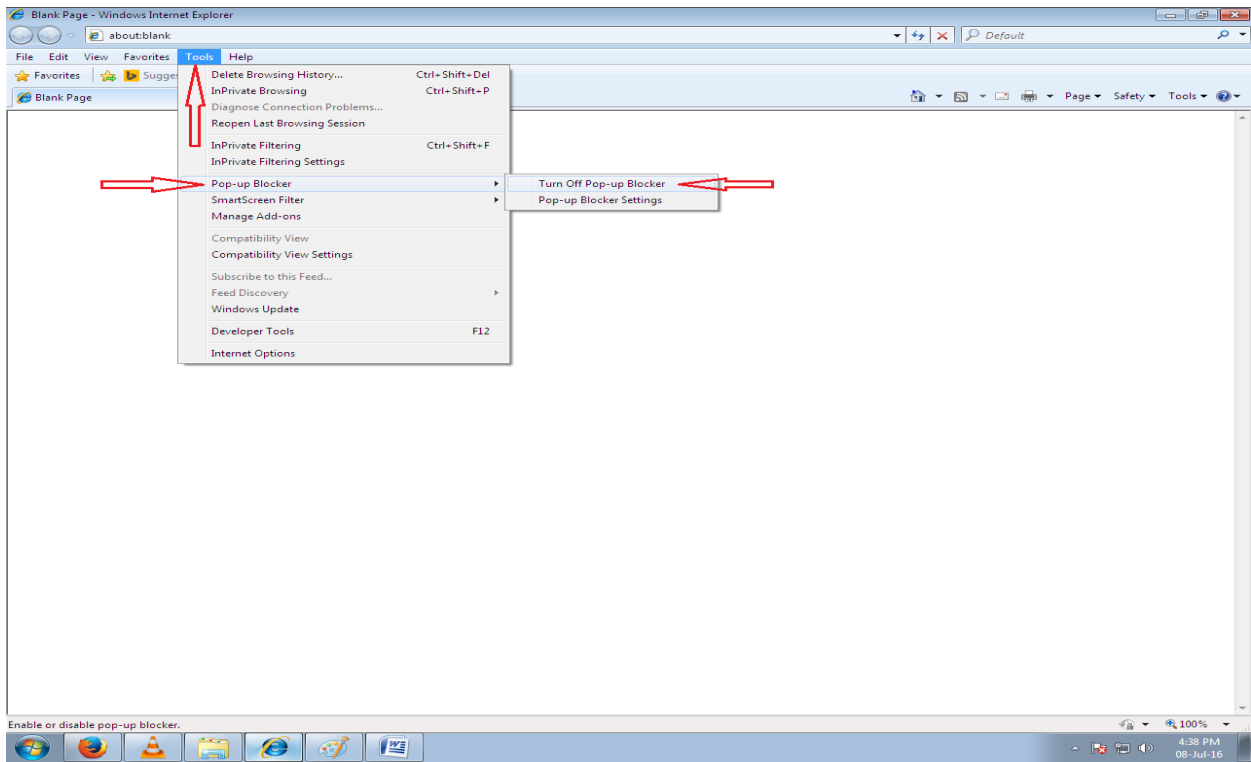 Blank Page - Windows Internet Explorer
about:blank
Default
File Edit View Favorites Tools Help
Favorites Sugges
Blank Page
Page Safety Tools
Delete Browsing History... Ctrl+Shift+Del
InPrivate Browsing Ctrl+Shift+P
Diagnose Connection Problems...
Reopen Last Browsing Session
InPrivate Filtering Ctrl+Shift+F
InPrivate Filtering Settings
Pop-up Blocker
Turn Off Pop-up Blocker
SmartScreen Filter
Pop-up Blocker Settings
Manage Add-ons
Compatibility View
Compatibility View Settings
Subscribe to this Feed...
Feed Discovery
Windows Update
Developer Tools F12
Internet Options
Enable or disable pop-up blocker.
100%
4:38 PM
08-Jul-16